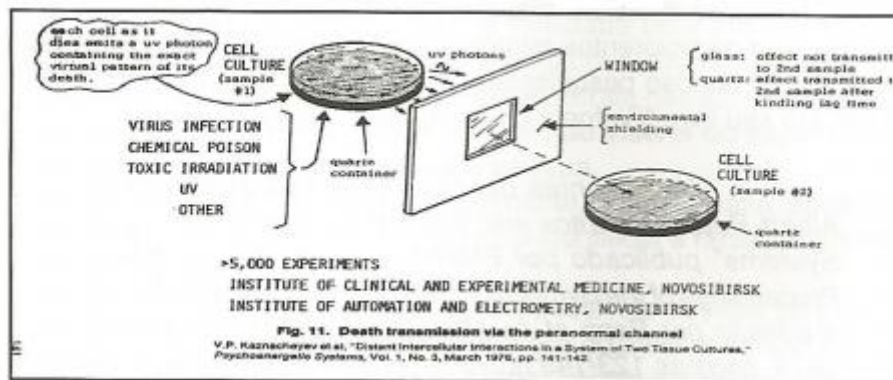 each cell as it
dies emits a uv photon
containing the exact
virtual pattern of its
death.
CELL
CULTURE
(sample
#1)
uv photons
WINDOW
glass: effect not transmitt
to 2nd sample
quartz: effect transmitted t
2nd sample after
kindling lag time
environmental
shielding
VIRUS INFECTION
CHEMICAL POISON
TOXIC IRRADIATION
UV
OTHER
quartz
container
CELL
CULTURE
(sample #2)
quartz
container
>5,000 EXPERIMENTS
INSTITUTE OF CLINICAL AND EXPERIMENTAL MEDICINE, NOVOSIBIRSK
INSTITUTE OF AUTOMATION AND ELECTROMETRY, NOVOSIBIRSK
Fig. 11. Death transmission via the paranormal channel
V.P. Kaznacheyev et al, "Distant Intercellular Interactions in a System of Two Tissue Cultures,"
Psychoenergetic Systems, Vol. 1, No. 3, March 1976, pp. 141-142.